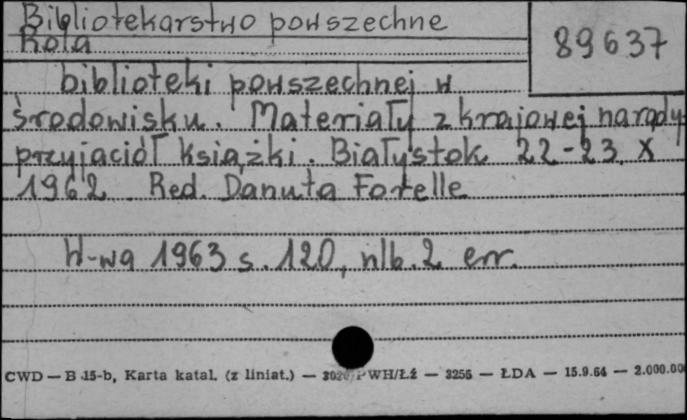 Bibliotekarstwo powszechne
89637
Rola
biblioteki powszechnej w
środowisku. Materiały z krajowej narady
przyjaciół książki. Białystok 22-23. X
1962. Red. Danuta Fortelle
W-wa 1963 s. 120, nlb. 2 err.
CWD — B 15-b, Karta katal. (z liniat.) — PWH/Łź — 3256 — ŁDA — 15.9.64 — 2.000.00